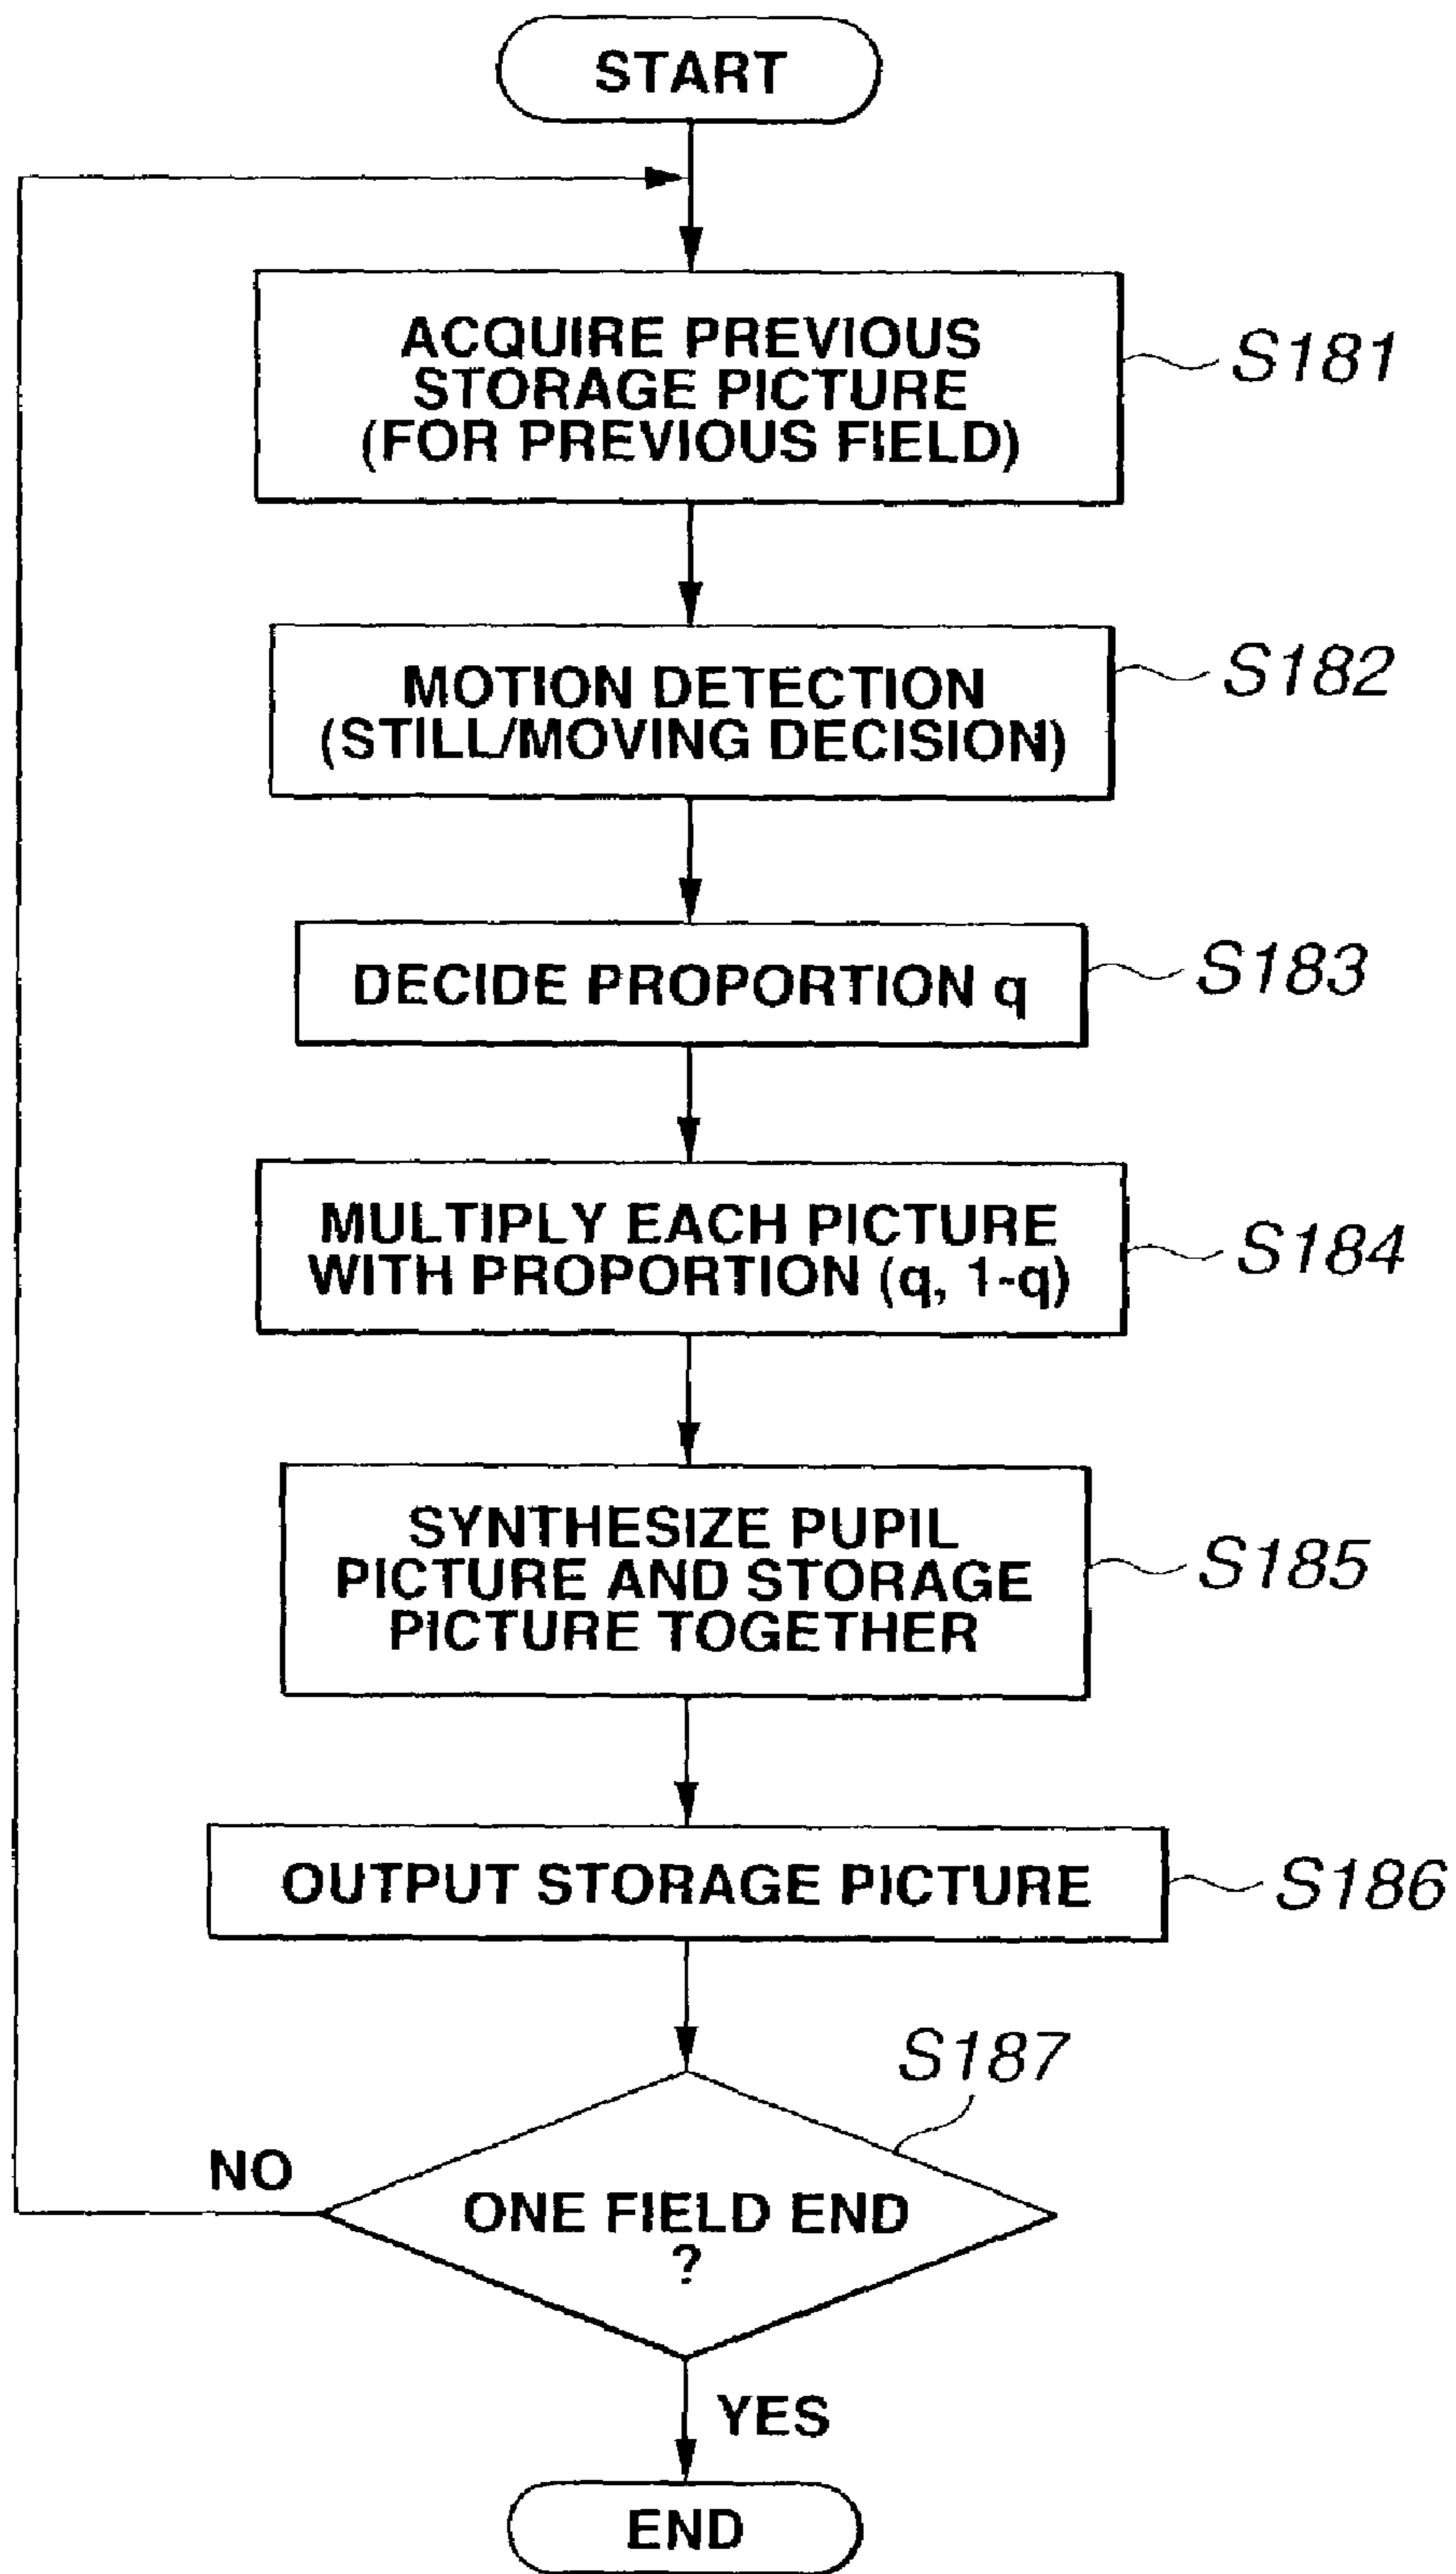 START
ACQUIRE PREVIOUS
STORAGE PICTURE
(FOR PREVIOUS FIELD)
S181
MOTION DETECTION
(STILL/MOVING DECISION)
S182
DECIDE PROPORTION q
S183
MULTIPLY EACH PICTURE
WITH PROPORTION (q, 1-q)
S184
SYNTHESIZE PUPIL
PICTURE AND STORAGE
PICTURE TOGETHER
S185
OUTPUT STORAGE PICTURE
S186
S187
NO
ONE FIELD END
?
YES
END